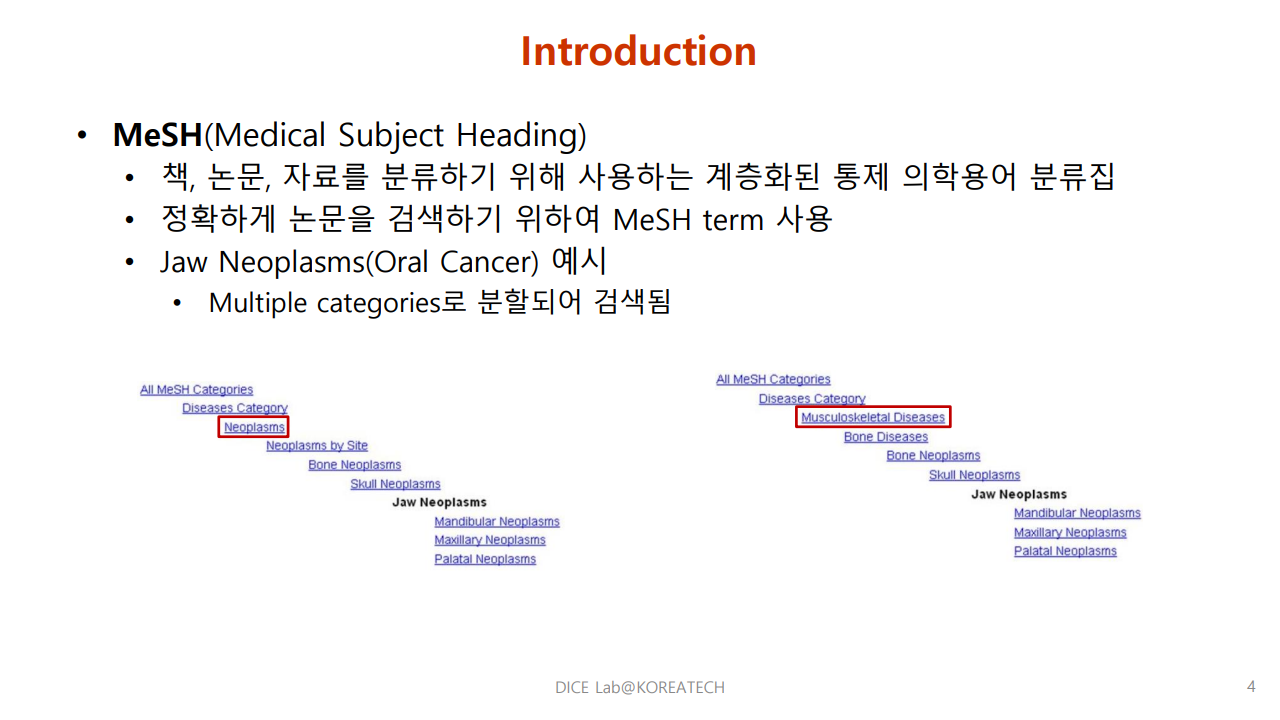 Introduction
• MeSH(Medical Subject Heading)
• 책, 논문, 자료를 분류하기 위해 사용하는 계층화된 통제 의학용어 분류집
• 정확하게 논문을 검색하기 위하여 MeSH term 사용
• Jaw Neoplasms(Oral Cancer) 예시
• Multiple categories로 분할되어 검색됨
All MeSH Categories
Diseases Category
Neoplasms
Neoplasms by Site
Bone Neoplasms
Skull Neoplasms
Jaw Neoplasms
Mandibular Neoplasms
Maxillary Neoplasms
Palatal Neoplasms
All MeSH Categories
Diseases Category
Musculoskeletal Diseases
Bone Diseases
Bone Neoplasms
Skull Neoplasms
Jaw Neoplasms
Mandibular Neoplasms
Maxillary Neoplasms
Palatal Neoplasms
DICE Lab@KOREATECH
4